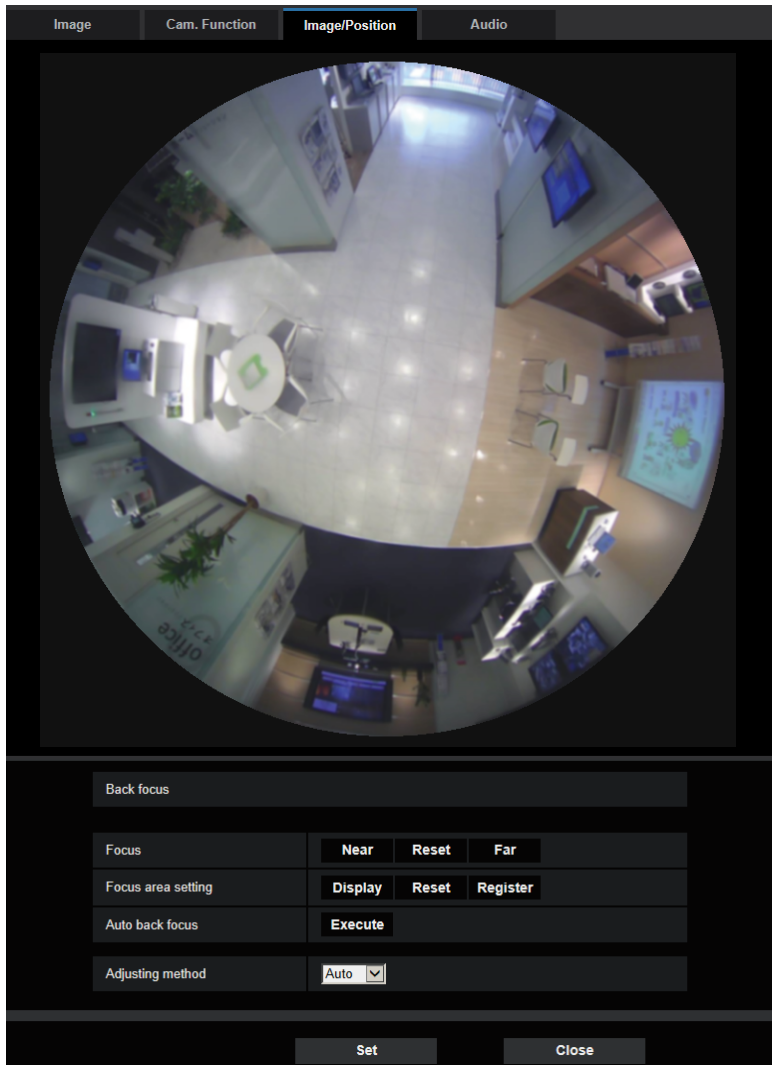 Image Cam. Function Image/Position Audio
office
Back focus
Focus Near Reset Far
Focus area setting Display Reset Register
Auto back focus Execute
Adjusting method Auto
Set Close